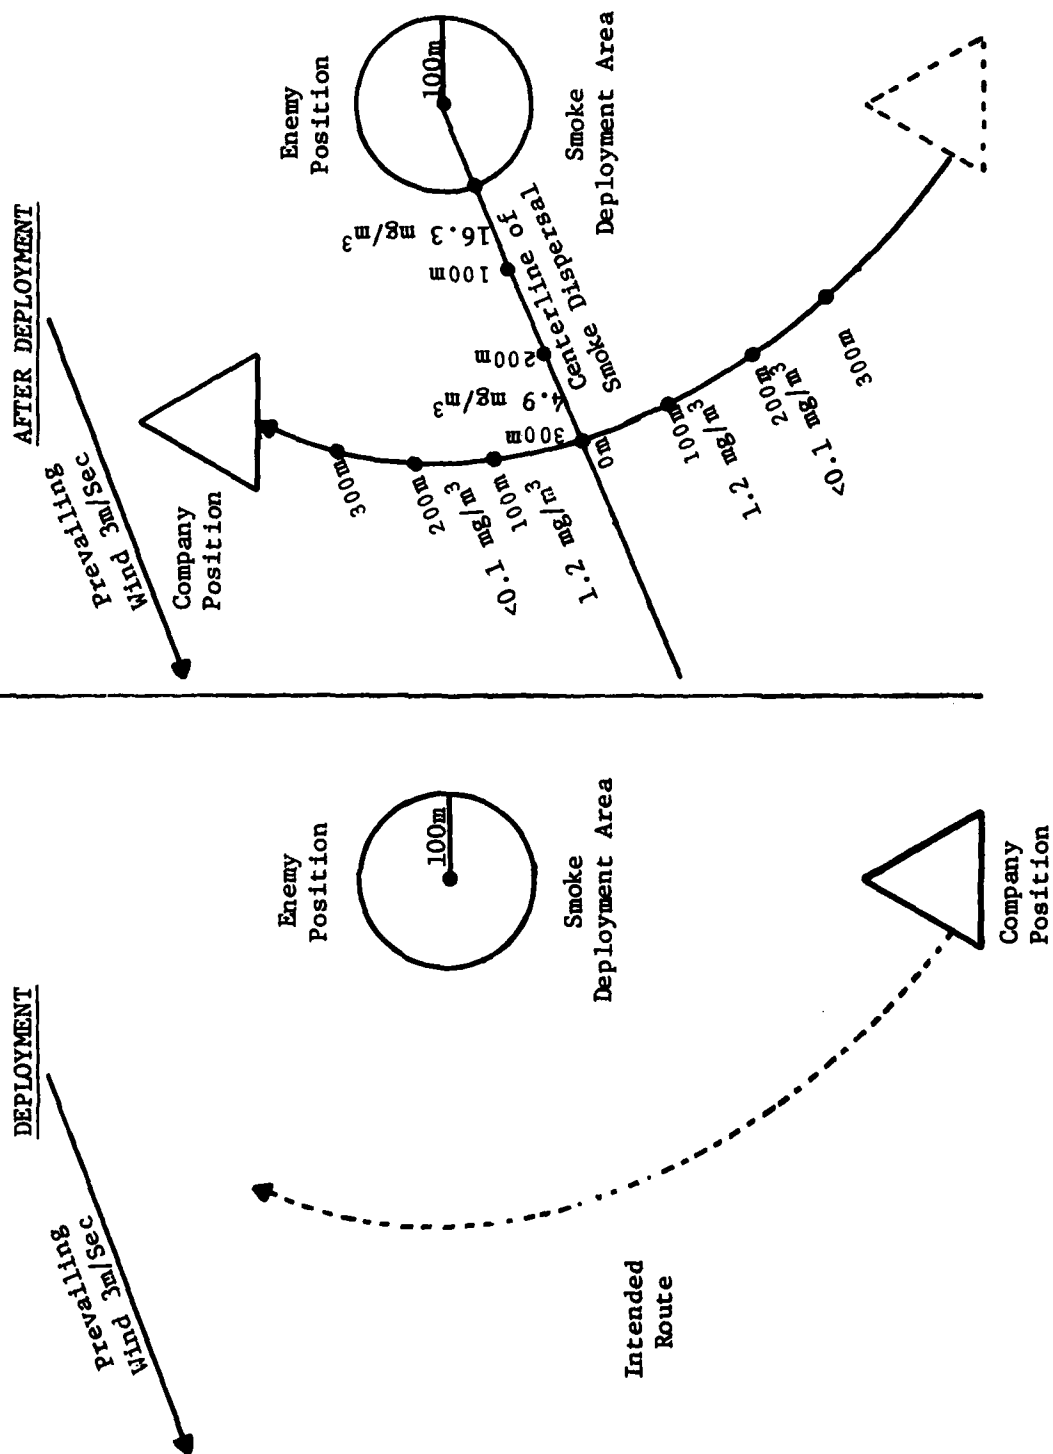 DEPLOYMENT
Prevailing
Wind 3m/Sec
Enemy
Position
100m
Smoke
Deployment Area
Intended
Route
Company
Position
AFTER DEPLOYMENT
Prevailing
Wind 3m/Sec
Company
Position
Enemy
Position
100m
Smoke
Deployment Area
16.3 mg/m³
100m
200m
4.9 mg/m³
300m
Centerline of
Smoke Dispersal
300m
200m
<0.1 mg/m³
100m
1.2 mg/m³
0m
100m
1.2 mg/m³
200m
<0.1 mg/m³
300m